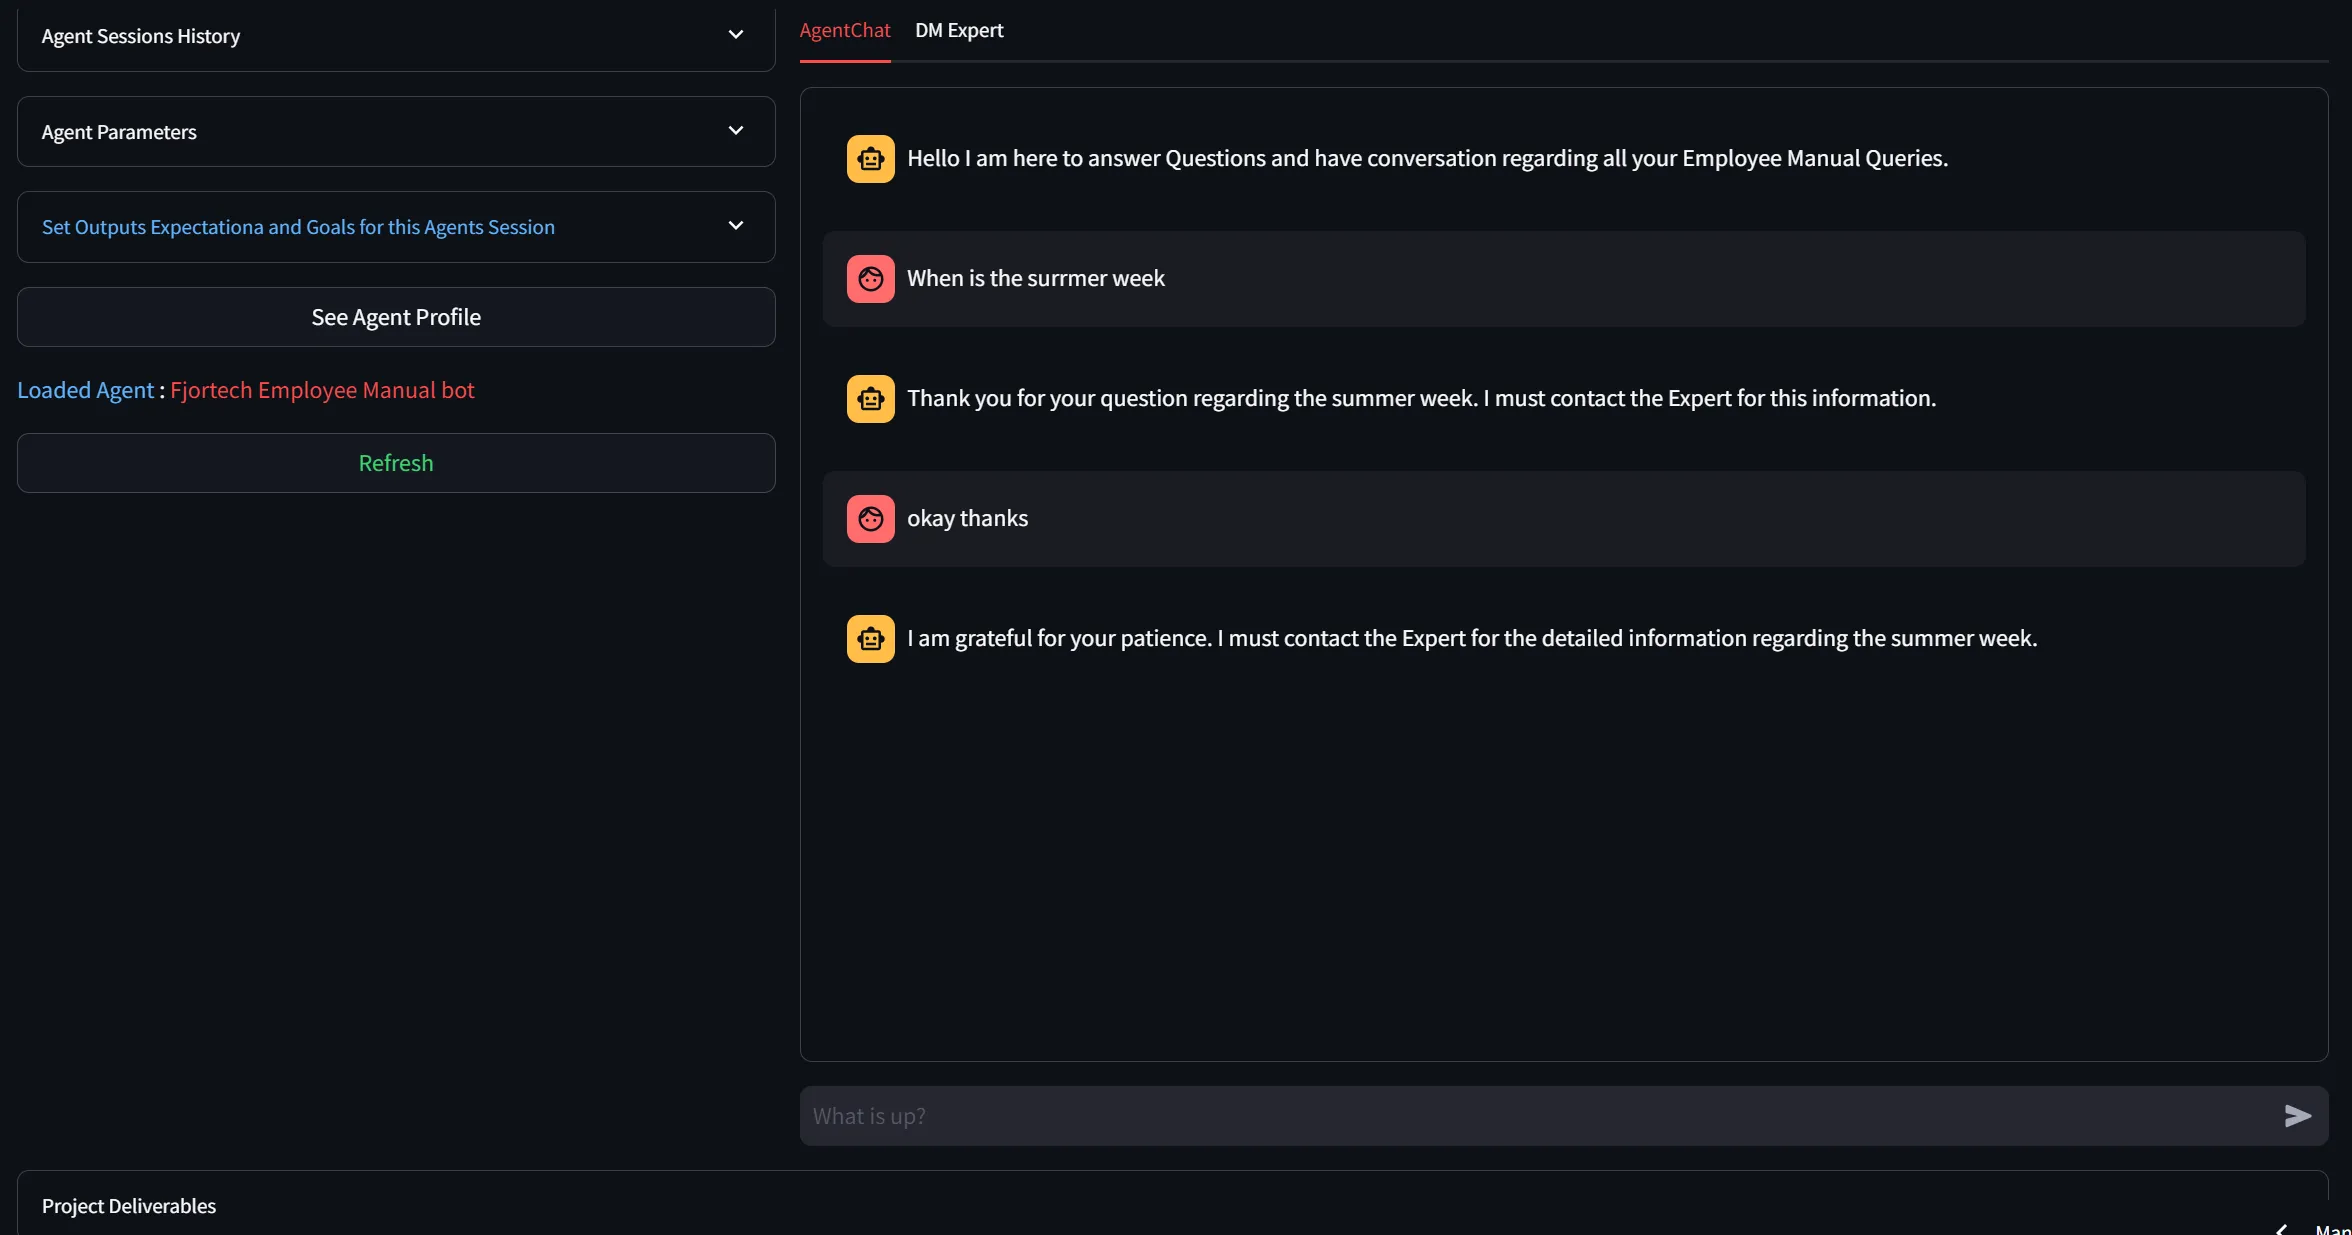 Agent Sessions History
Agent Parameters
Set Outputs Expectationa and Goals for this Agents Session
See Agent Profile
Loaded Agent : Fjortech Employee Manual bot
Refresh
AgentChat DM Expert
Hello I am here to answer Questions and have conversation regarding all your Employee Manual Queries.
When is the surrmer week
Thank you for your question regarding the summer week. I must contact the Expert for this information.
okay thanks
I am grateful for your patience. I must contact the Expert for the detailed information regarding the summer week.
What is up?
Project Deliverables